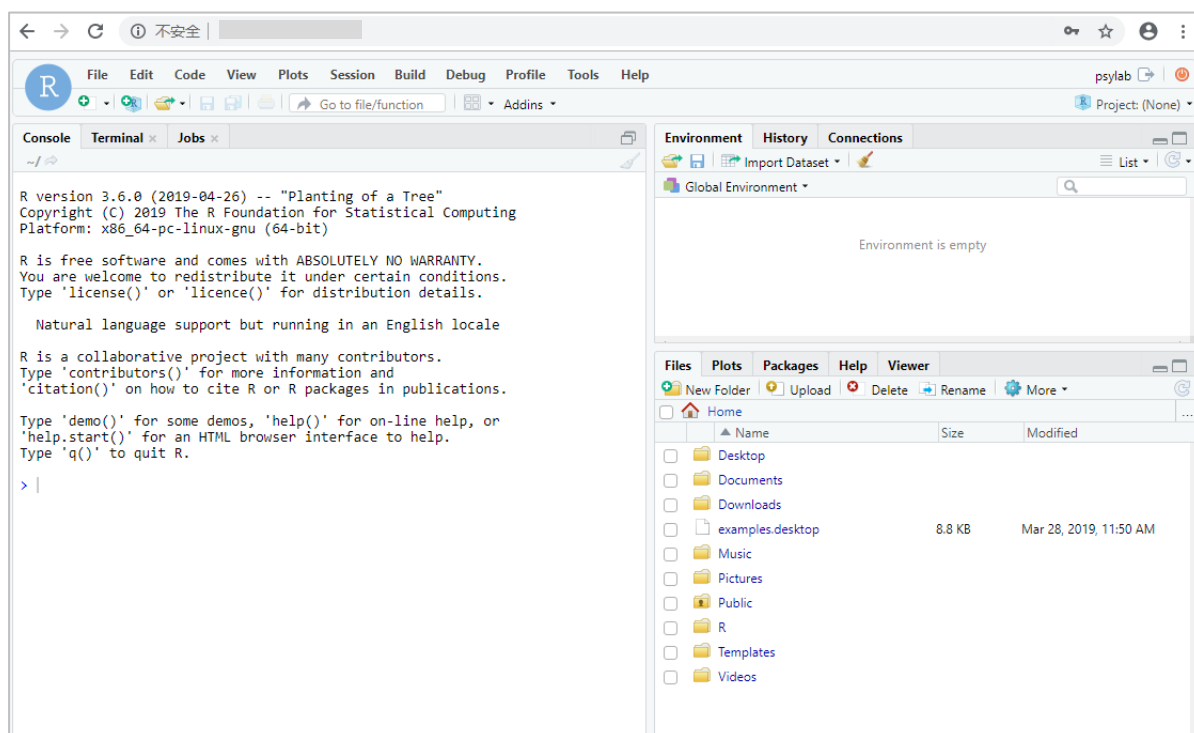 不安全
R File Edit Code View Plots Session Build Debug Profile Tools Help psylab
Go to file/function Addins Project: (None)
Console Terminal Jobs
~/
R version 3.6.0 (2019-04-26) -- "Planting of a Tree"
Copyright (C) 2019 The R Foundation for Statistical Computing
Platform: x86_64-pc-linux-gnu (64-bit)
R is free software and comes with ABSOLUTELY NO WARRANTY.
You are welcome to redistribute it under certain conditions.
Type 'license()' or 'licence()' for distribution details.
Natural language support but running in an English locale
R is a collaborative project with many contributors.
Type 'contributors()' for more information and
'citation()' on how to cite R or R packages in publications.
Type 'demo()' for some demos, 'help()' for on-line help, or
'help.start()' for an HTML browser interface to help.
Type 'q()' to quit R.
>
Environment History Connections
Import Dataset List
Global Environment
Environment is empty
Files Plots Packages Help Viewer
New Folder Upload Delete Rename More
Home ...
Name Size Modified
Desktop
Documents
Downloads
examples.desktop 8.8 KB Mar 28, 2019, 11:50 AM
Music
Pictures
Public
R
Templates
Videos